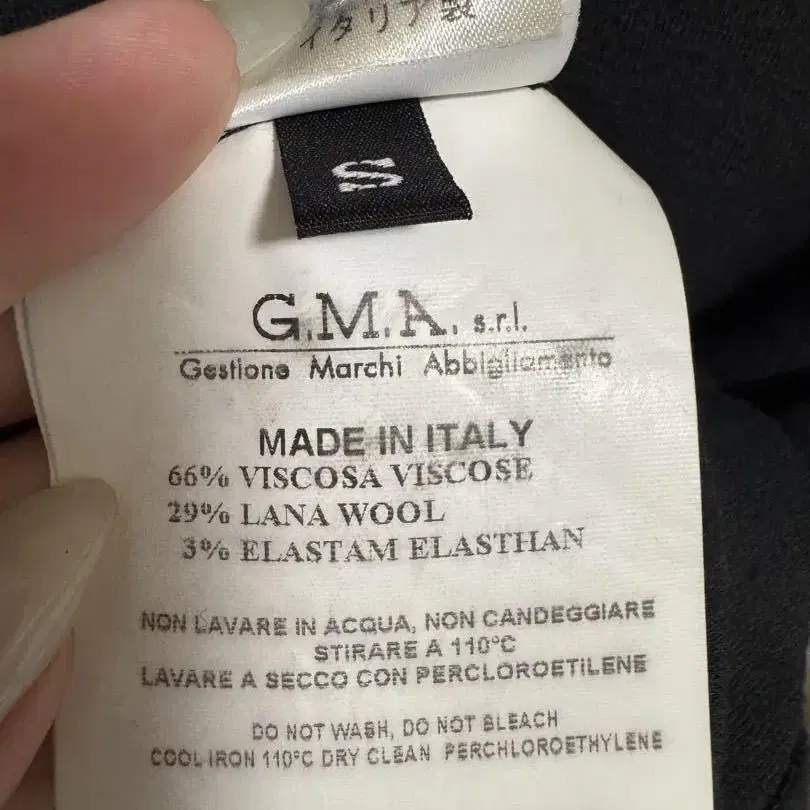 イタリア製
S
G.M.A. s.r.l.
Gestione Marchi Abbigliamento
MADE IN ITALY
66% VISCOSA VISCOSE
29% LANA WOOL
3% ELASTAM ELASTHAN
NON LAVARE IN ACQUA, NON CANDEGGIARE
STIRARE A 110°C
LAVARE A SECCO CON PERCLOROETILENE
DO NOT WASH, DO NOT BLEACH
COOL IRON 110°C DRY CLEAN PERCHLOROETHYLENE